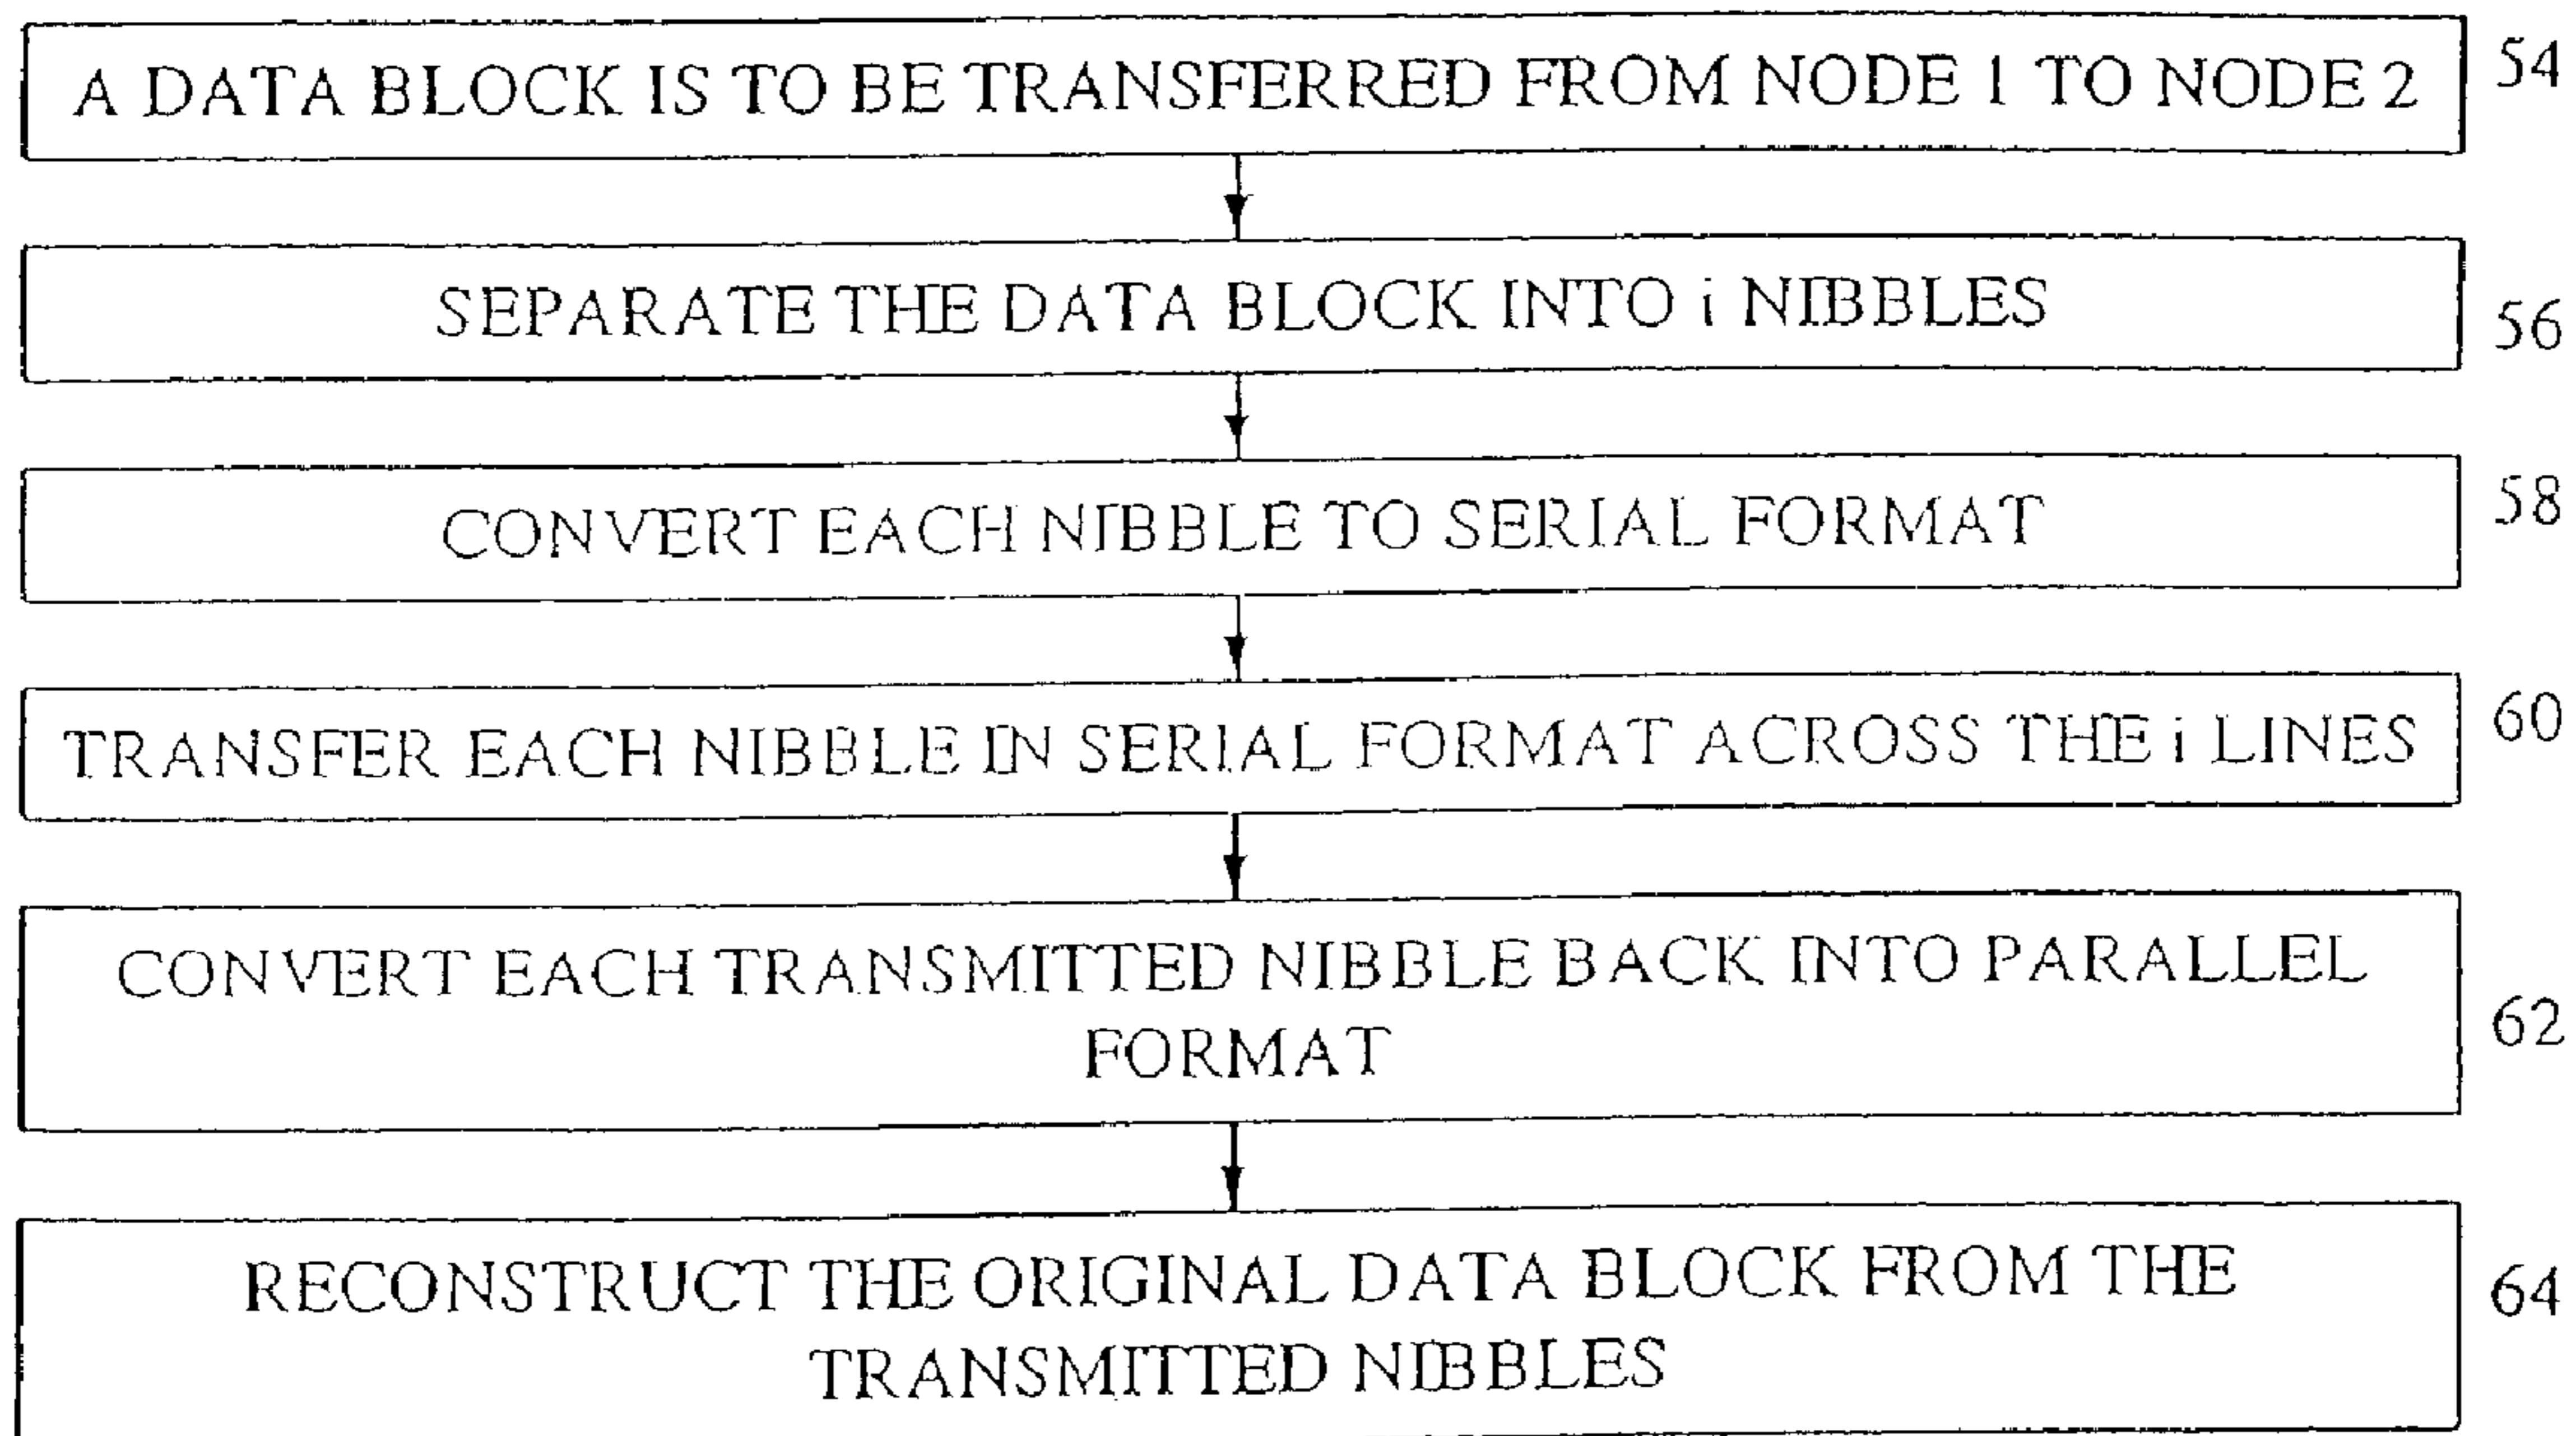 A DATA BLOCK IS TO BE TRANSFERRED FROM NODE 1 TO NODE 2
54
SEPARATE THE DATA BLOCK INTO i NIBBLES
56
CONVERT EACH NIBBLE TO SERIAL FORMAT
58
TRANSFER EACH NIBBLE IN SERIAL FORMAT ACROSS THE i LINES
60
CONVERT EACH TRANSMITTED NIBBLE BACK INTO PARALLEL
FORMAT
62
RECONSTRUCT THE ORIGINAL DATA BLOCK FROM THE
TRANSMITTED NIBBLES
64